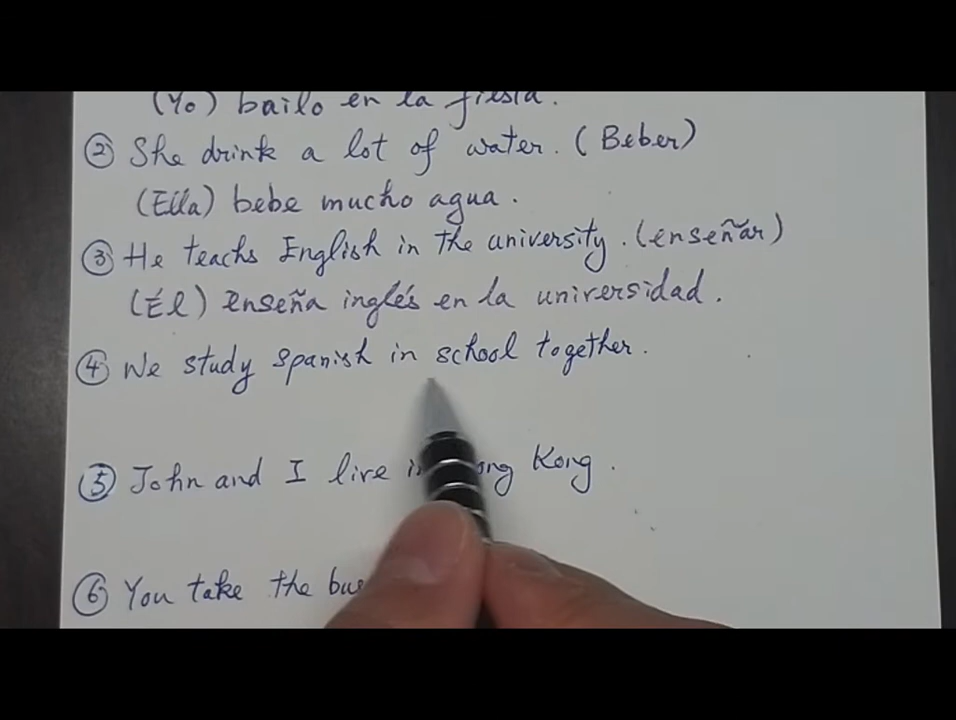 (Yo) bailo en la fiesta.
② She drink a lot of water. (Beber)
(Ella) bebe mucho agua.
③ He teachs English in the university. (enseñar)
(Él) enseña inglés en la universidad.
④ We study Spanish in school together.
⑤ John and I live in Kong.
⑥ You take the bus